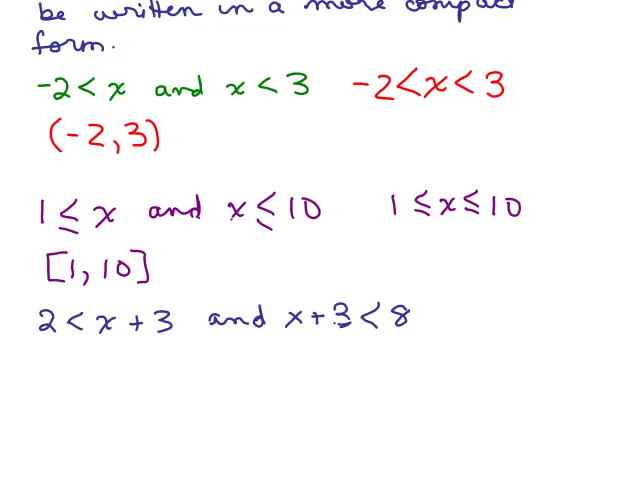 be written in a more compact
form.
-2 < x and x < 3 -2 < x < 3
(-2, 3)
1 ≤ x and x ≤ 10 1 ≤ x ≤ 10
[1, 10]
2 < x + 3 and x + 3 < 8